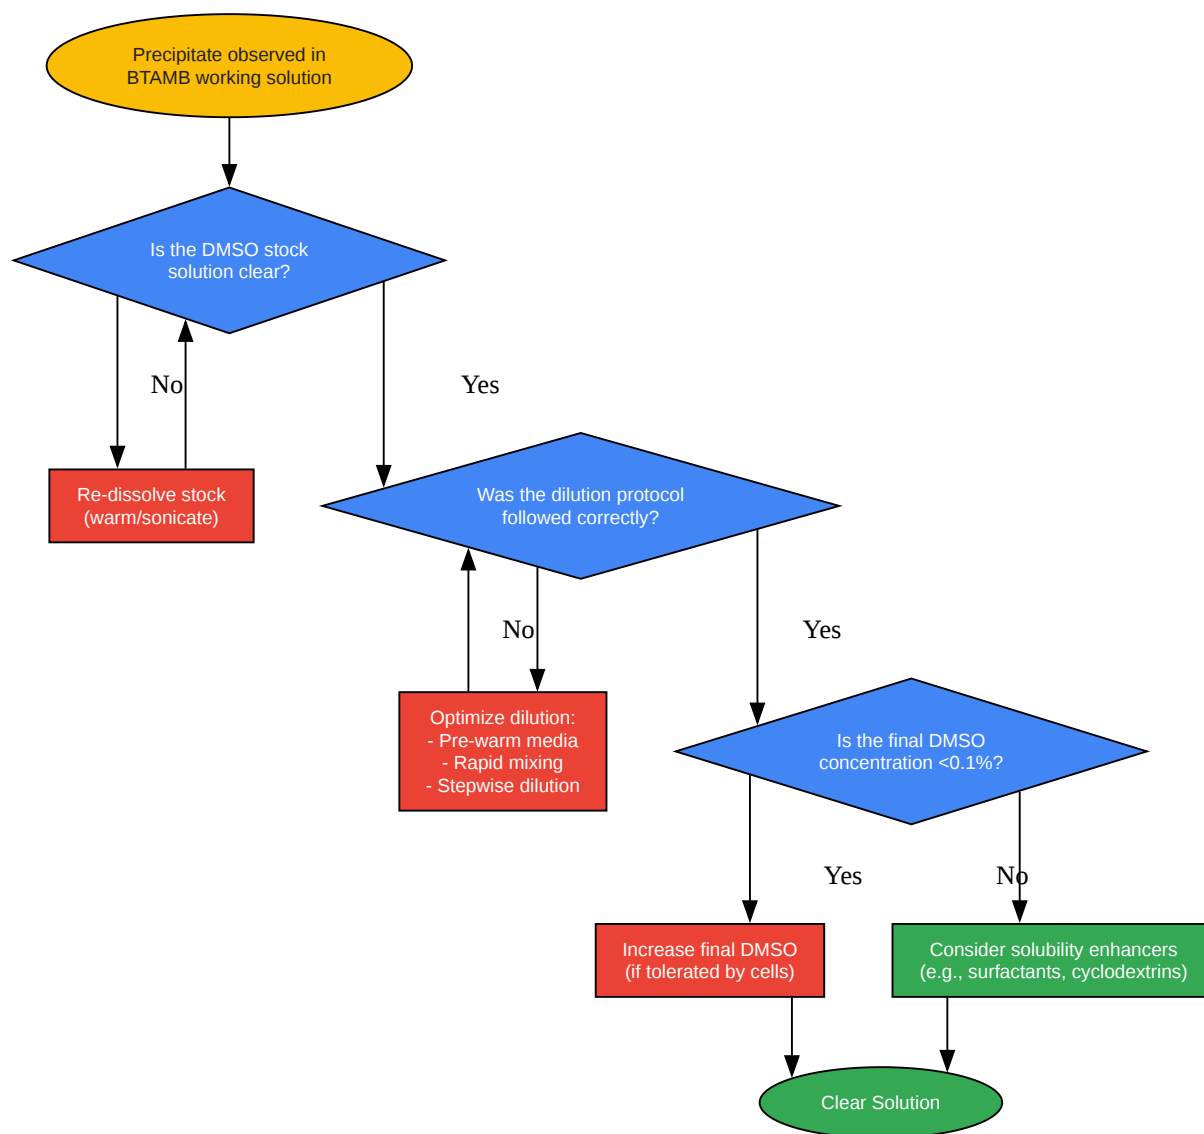 Precipitate observed in
BTAMB working solution
Is the DMSO stock
solution clear?
No
Yes
Re-dissolve stock
(warm/sonicate)
Was the dilution protocol
followed correctly?
No
Yes
Optimize dilution:
- Pre-warm media
- Rapid mixing
- Stepwise dilution
Is the final DMSO
concentration <0.1%?
Yes
No
Increase final DMSO
(if tolerated by cells)
Consider solubility enhancers
(e.g., surfactants, cyclodextrins)
Clear Solution